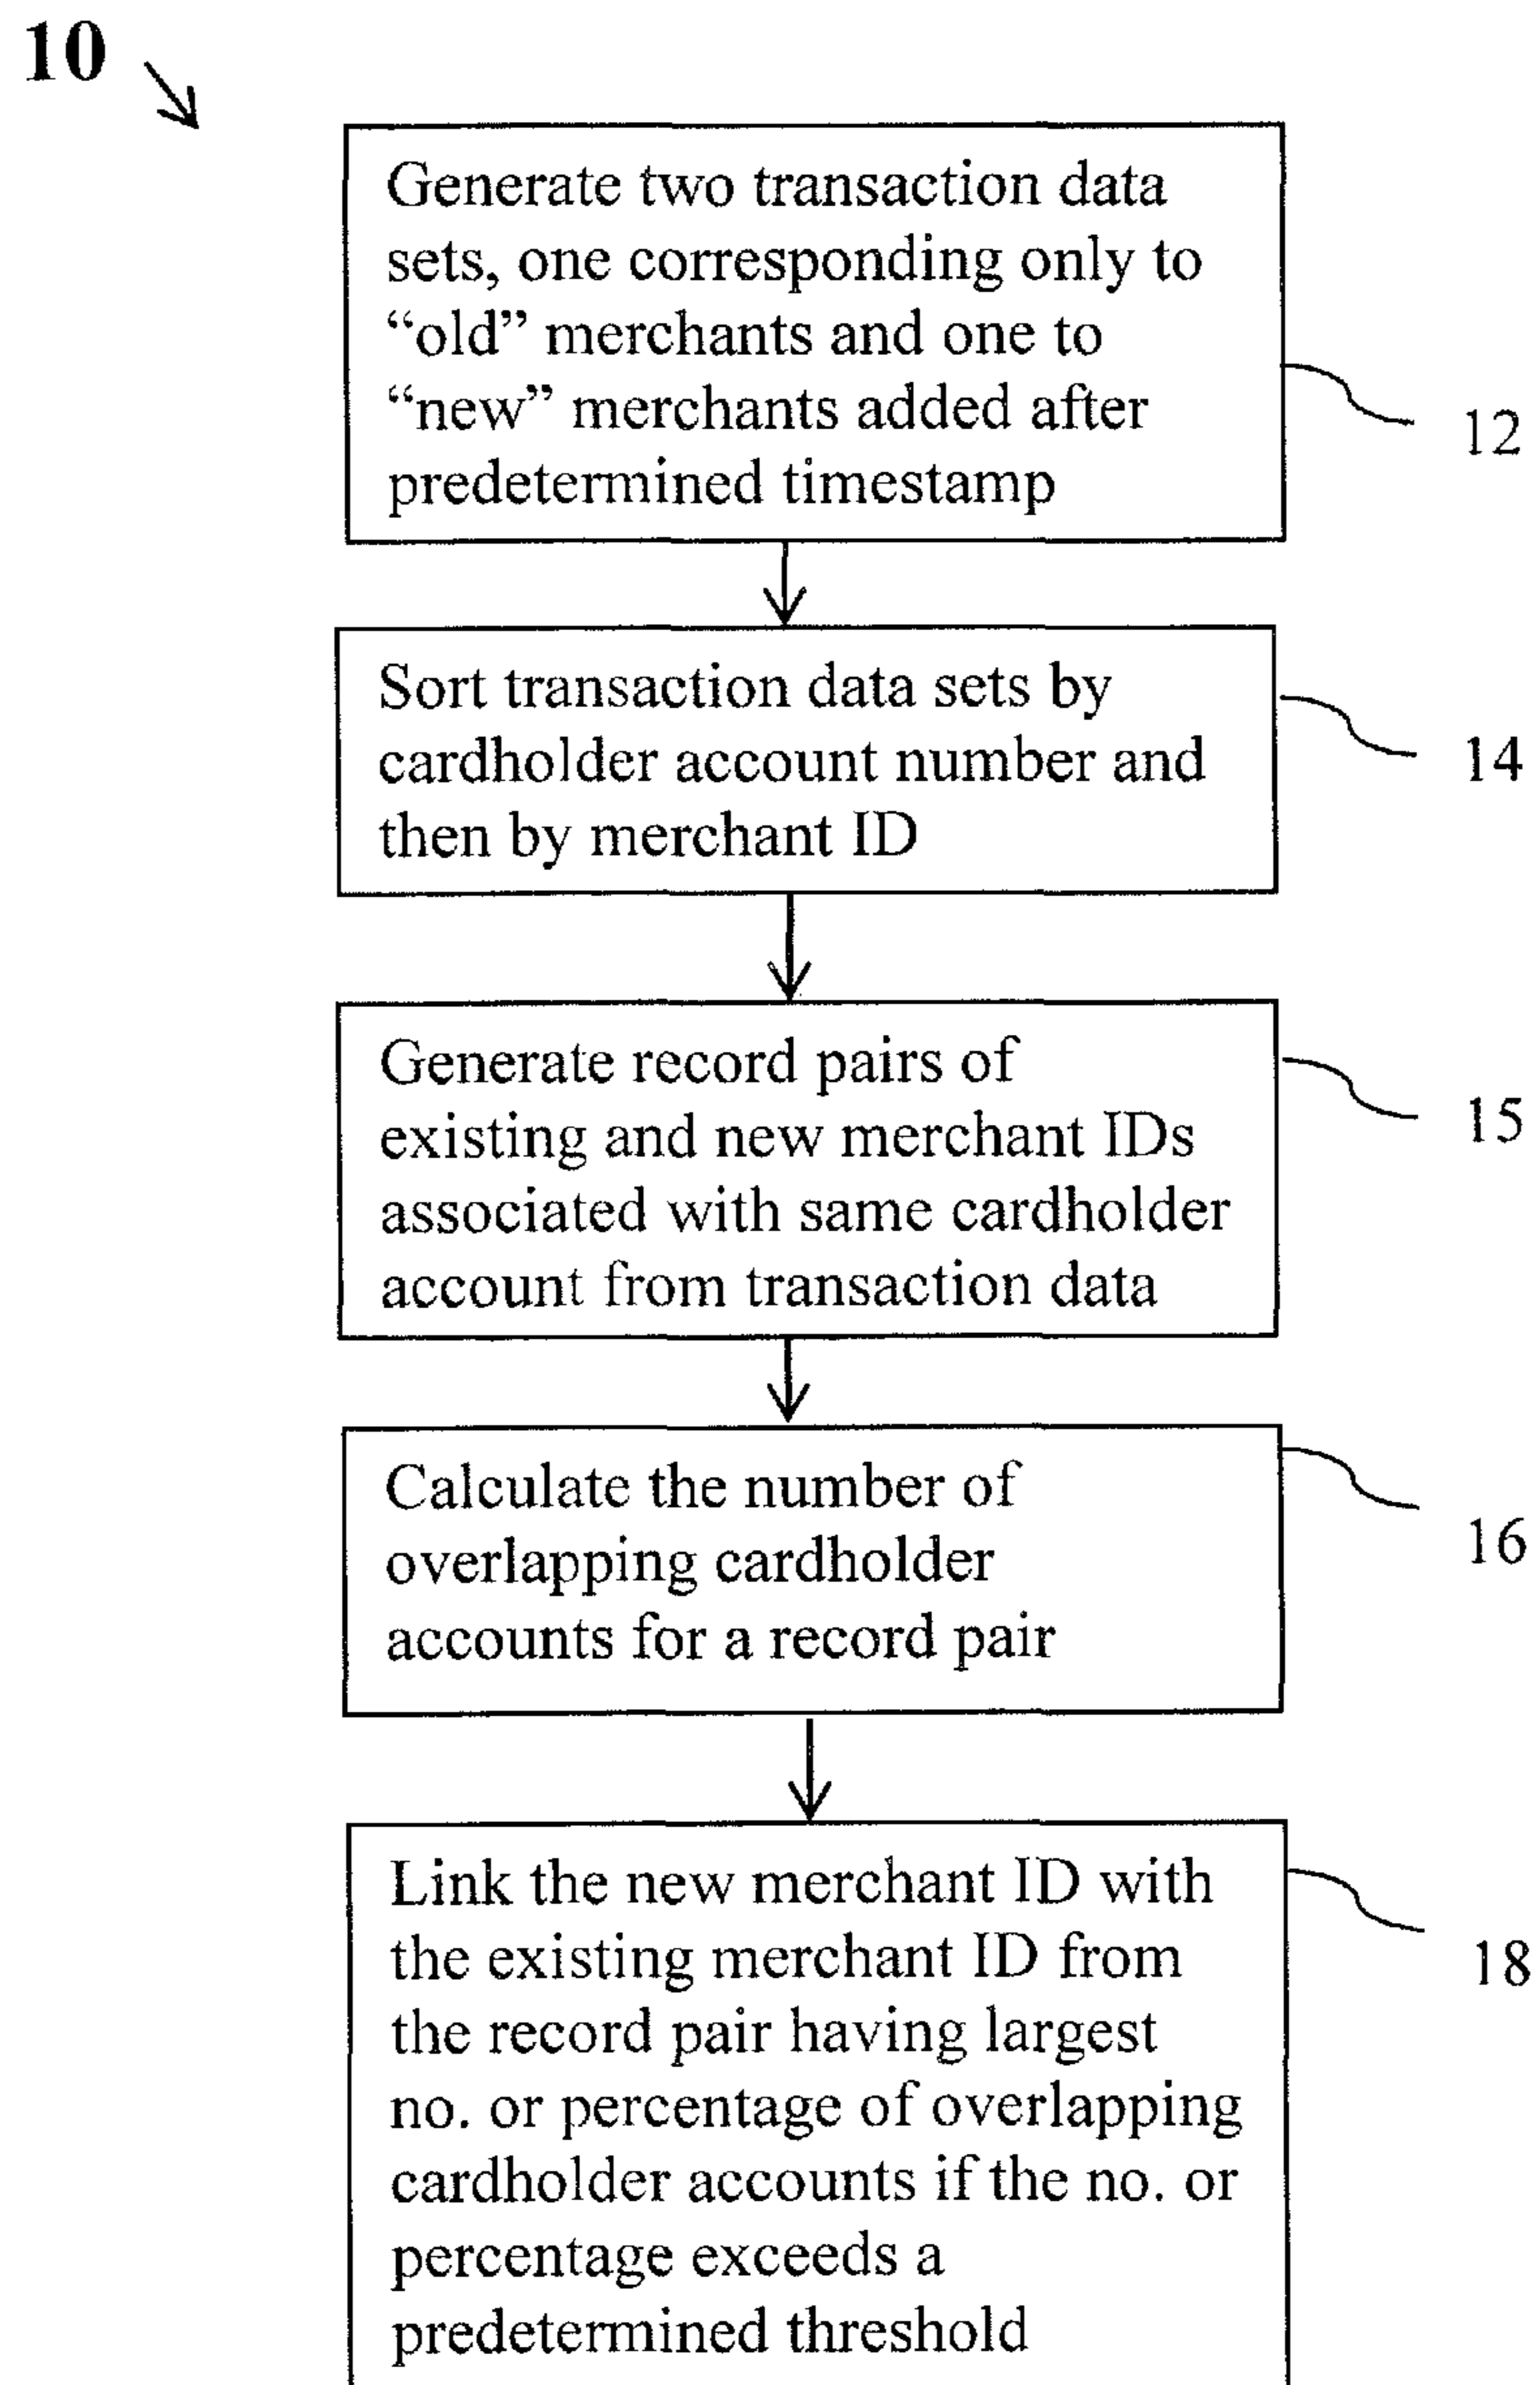 10
Generate two transaction data
sets, one corresponding only to
“old” merchants and one to
“new” merchants added after
predetermined timestamp
12
Sort transaction data sets by
cardholder account number and
then by merchant ID
14
Generate record pairs of
existing and new merchant IDs
associated with same cardholder
account from transaction data
15
Calculate the number of
overlapping cardholder
accounts for a record pair
16
Link the new merchant ID with
the existing merchant ID from
the record pair having largest
no. or percentage of overlapping
cardholder accounts if the no. or
percentage exceeds a
predetermined threshold
18